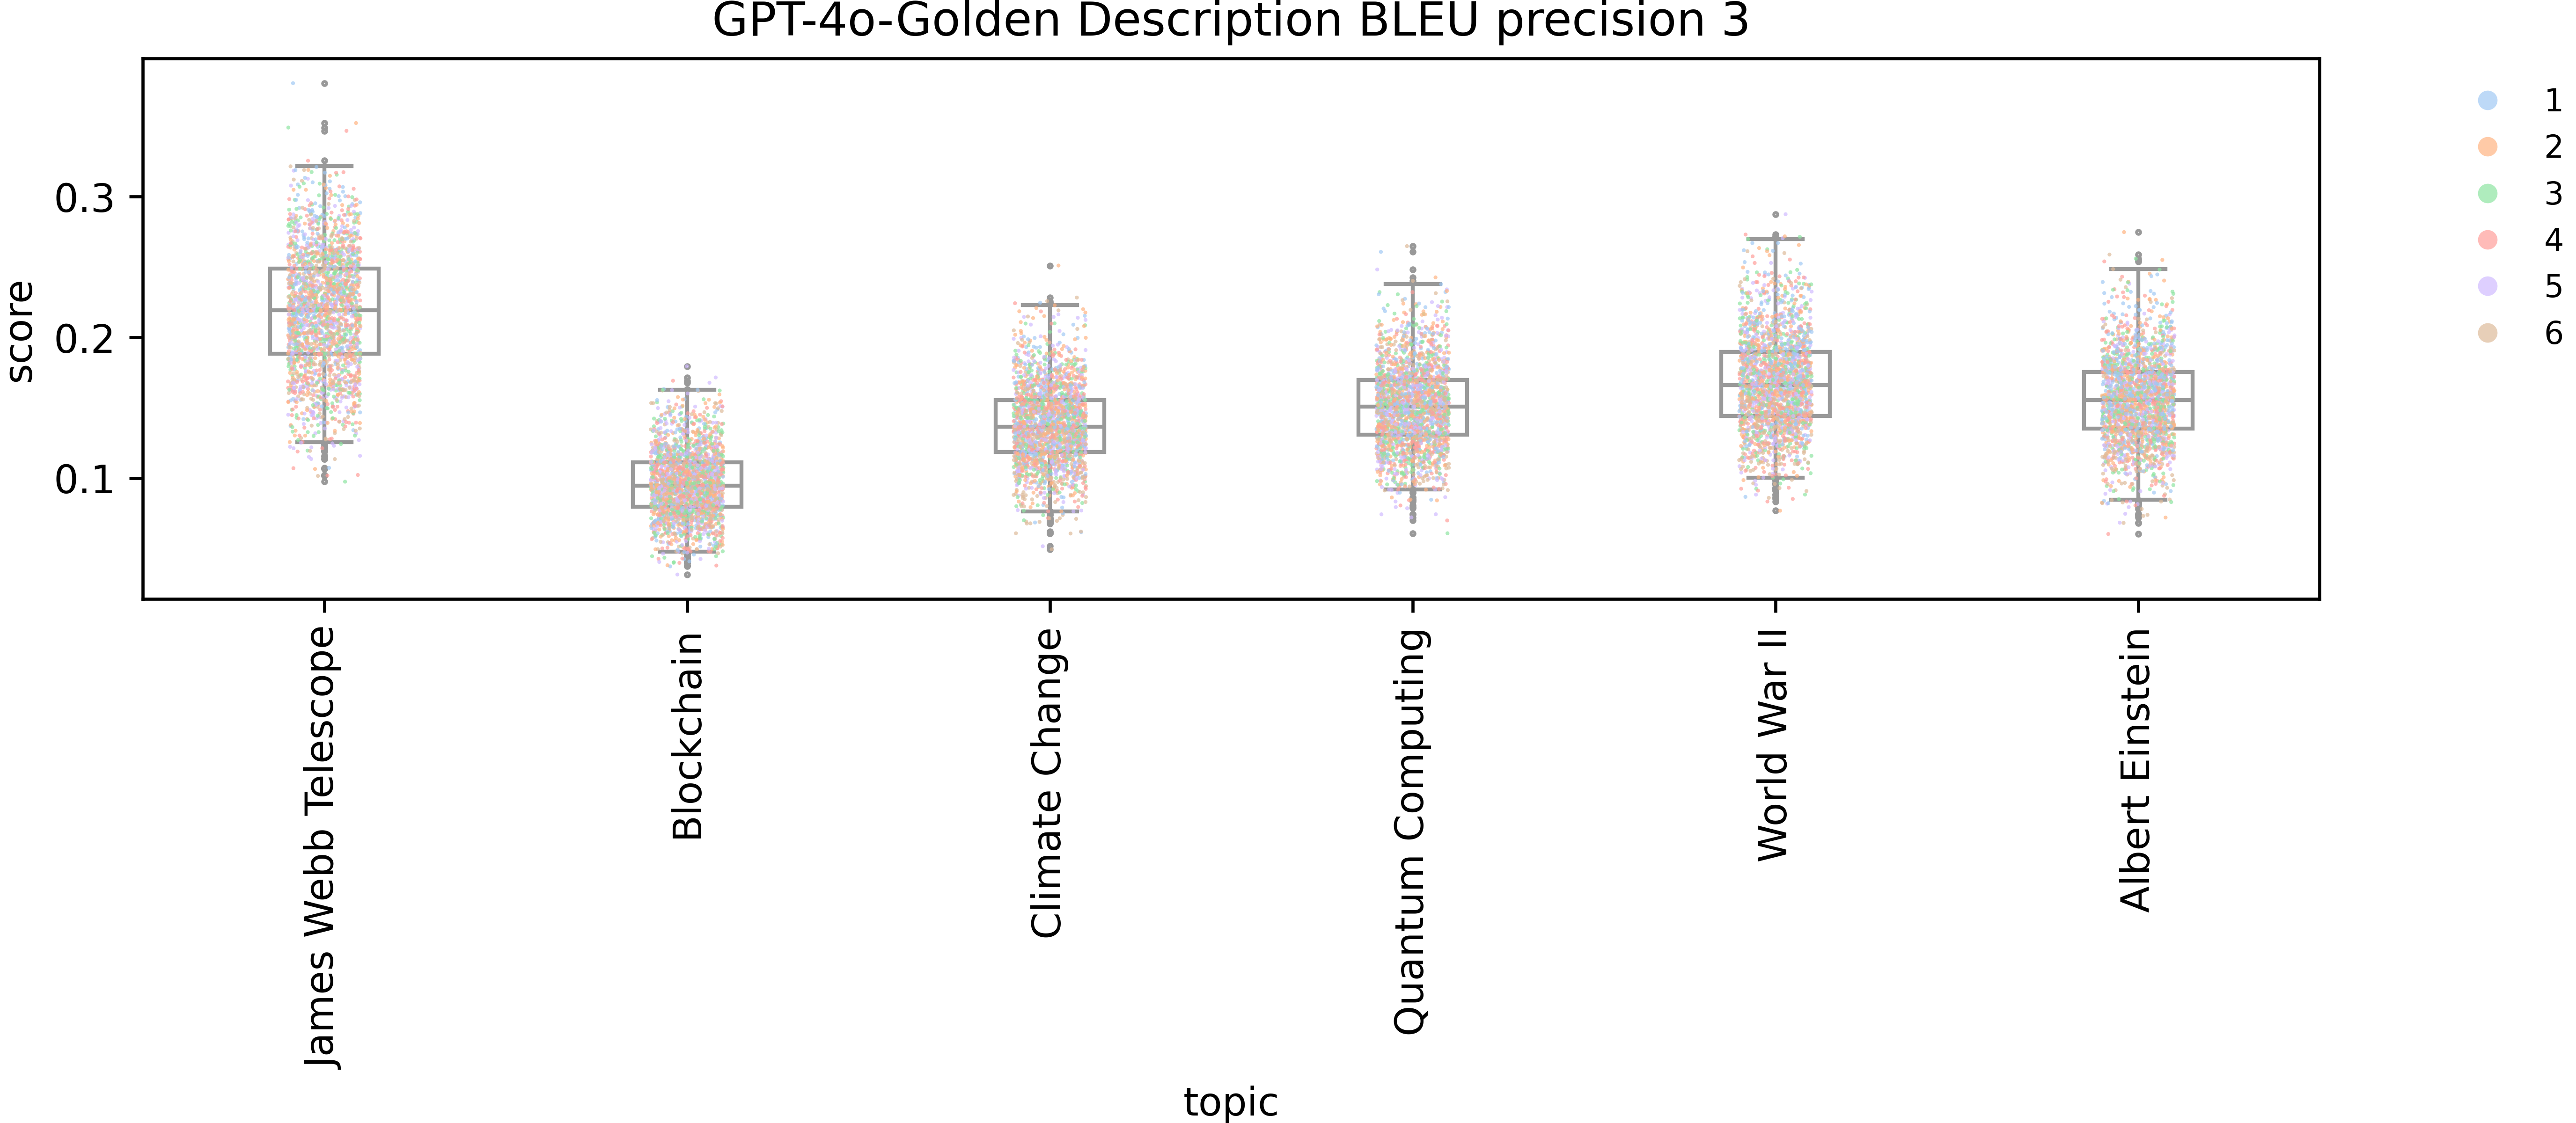 GPT-4o-Golden Description BLEU precision 3
score
0.3
0.2
0.1
James Webb Telescope
Blockchain
Climate Change
Quantum Computing
World War II
Albert Einstein
topic
1
2
3
4
5
6